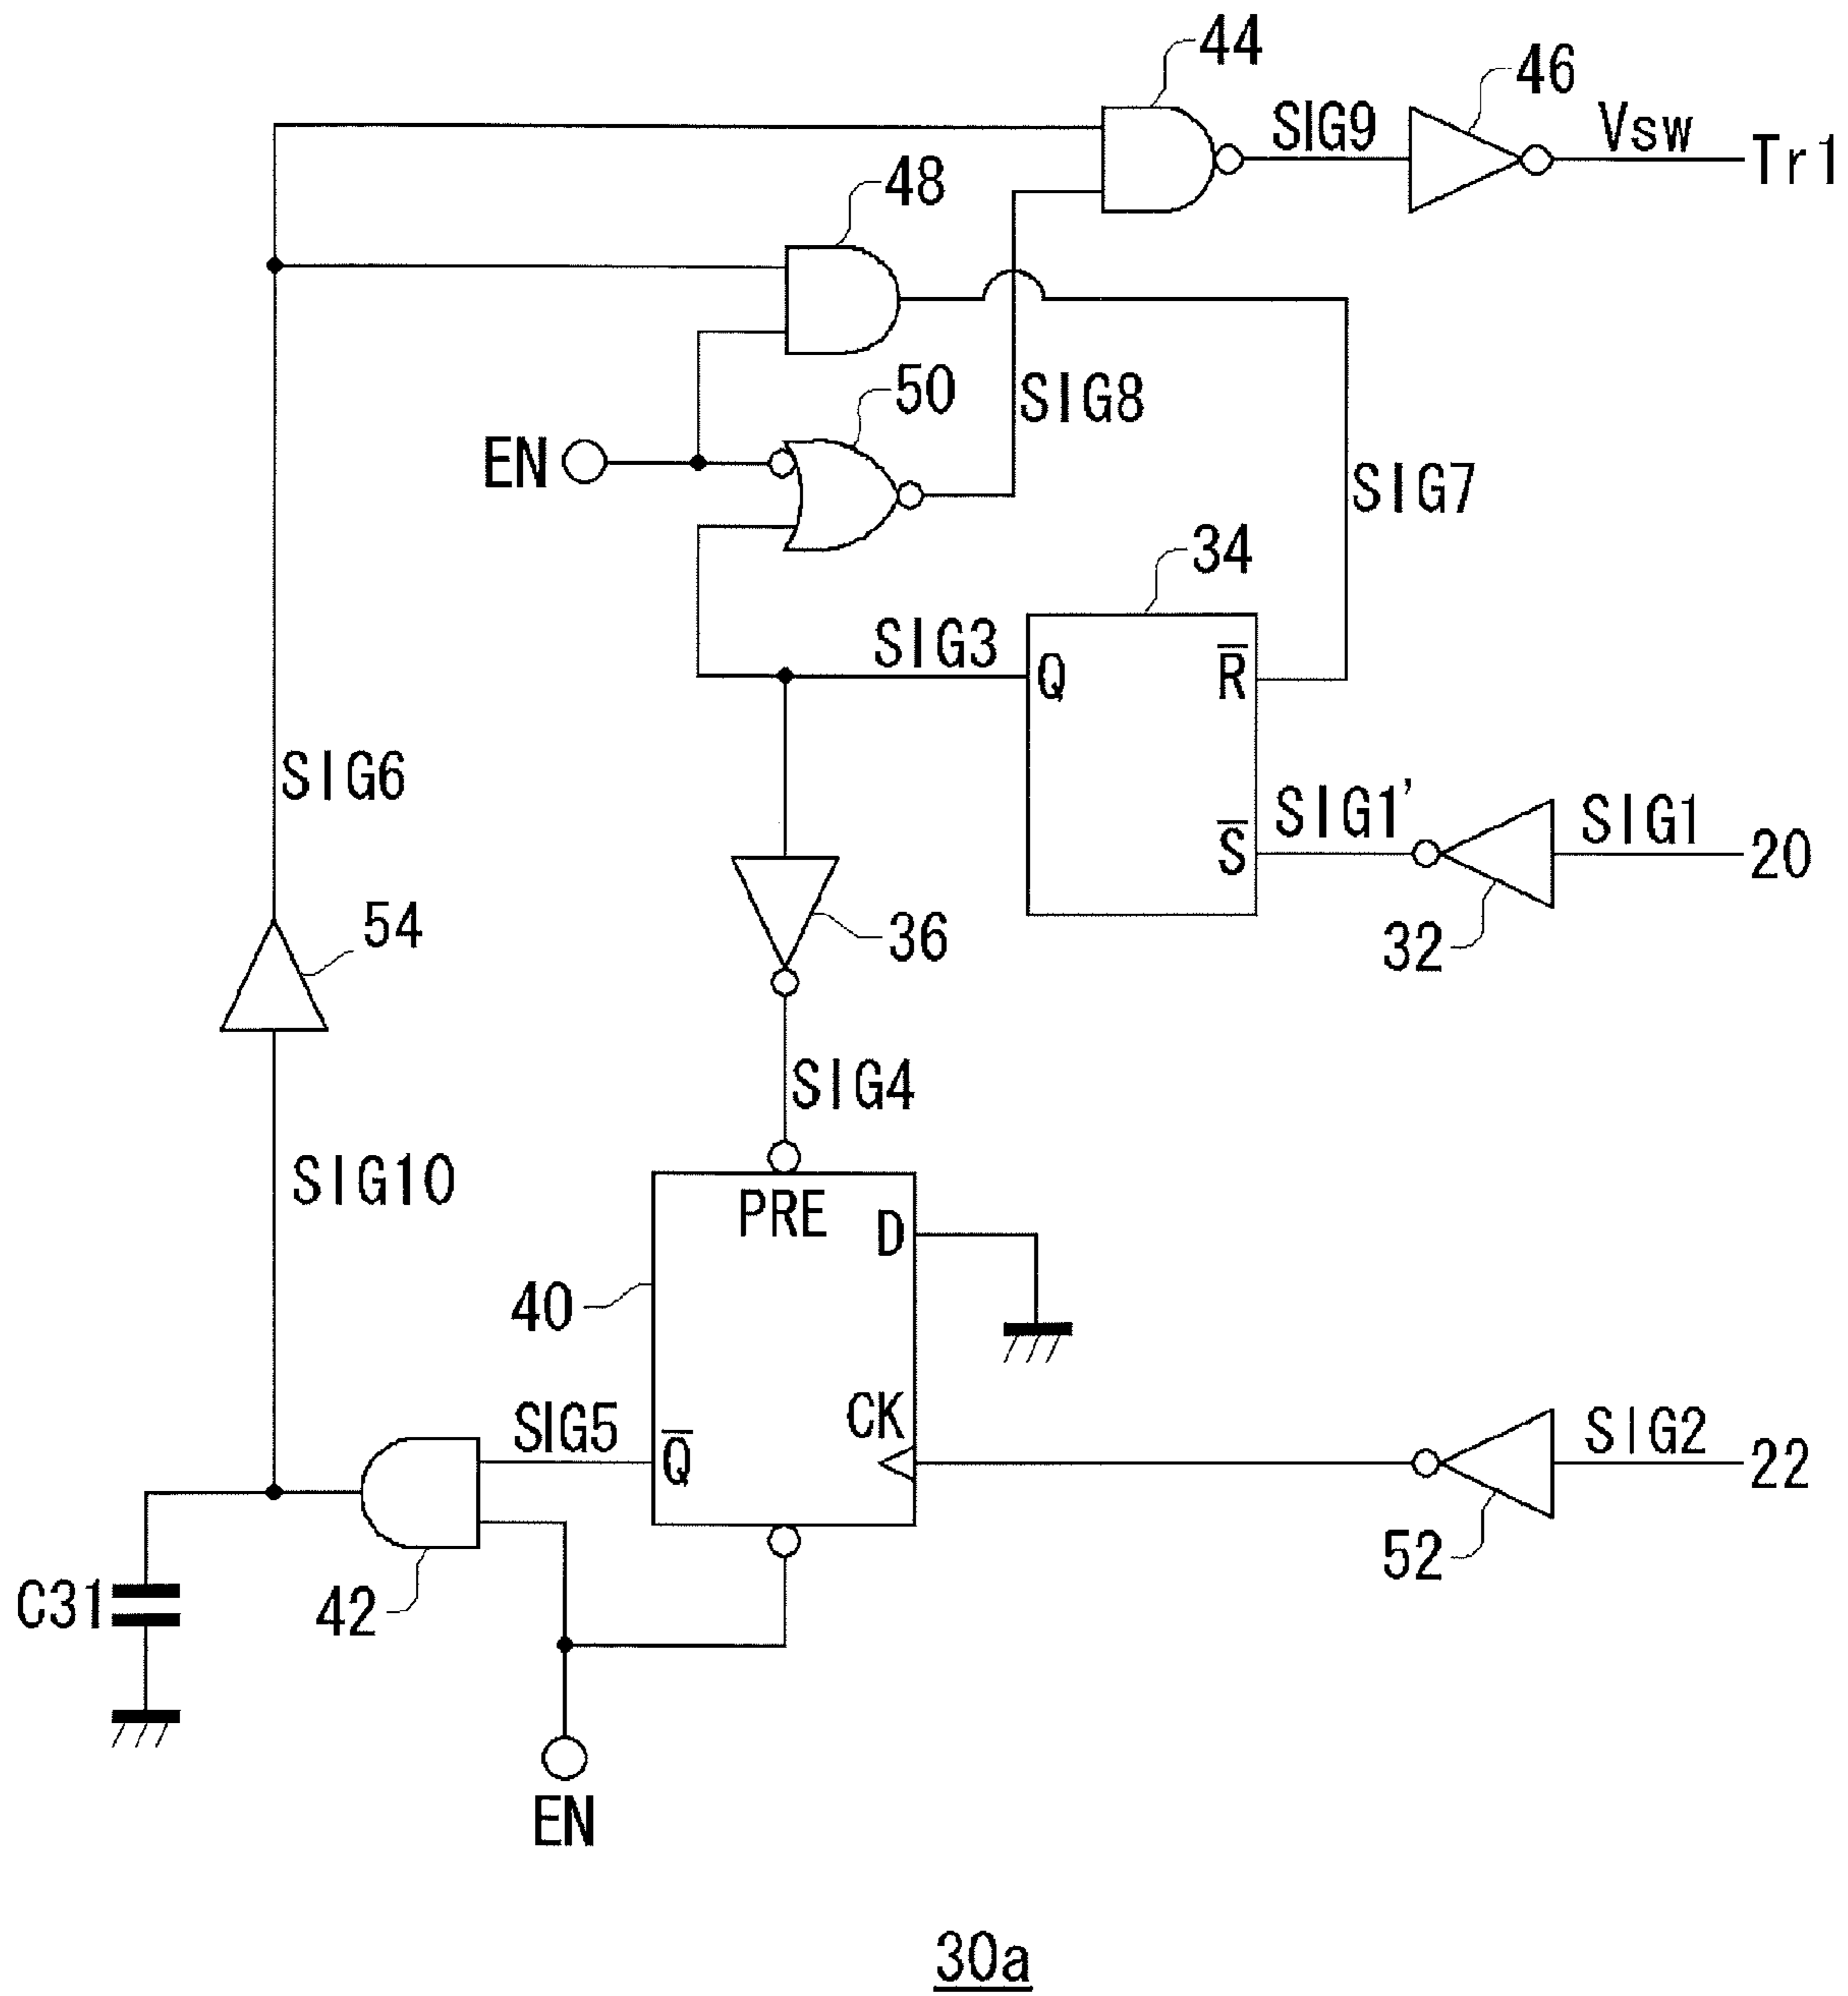 44
46
SIG9
Vsw
Tr1
48
50
SIG8
EN
SIG7
34
SIG3
Q
R̅
SIG6
SIG1'
SIG1
S̅
20
54
36
32
SIG4
SIG10
PRE
D
40
CK
SIG5
Q̅
SIG2
22
52
C31
42
EN
30a